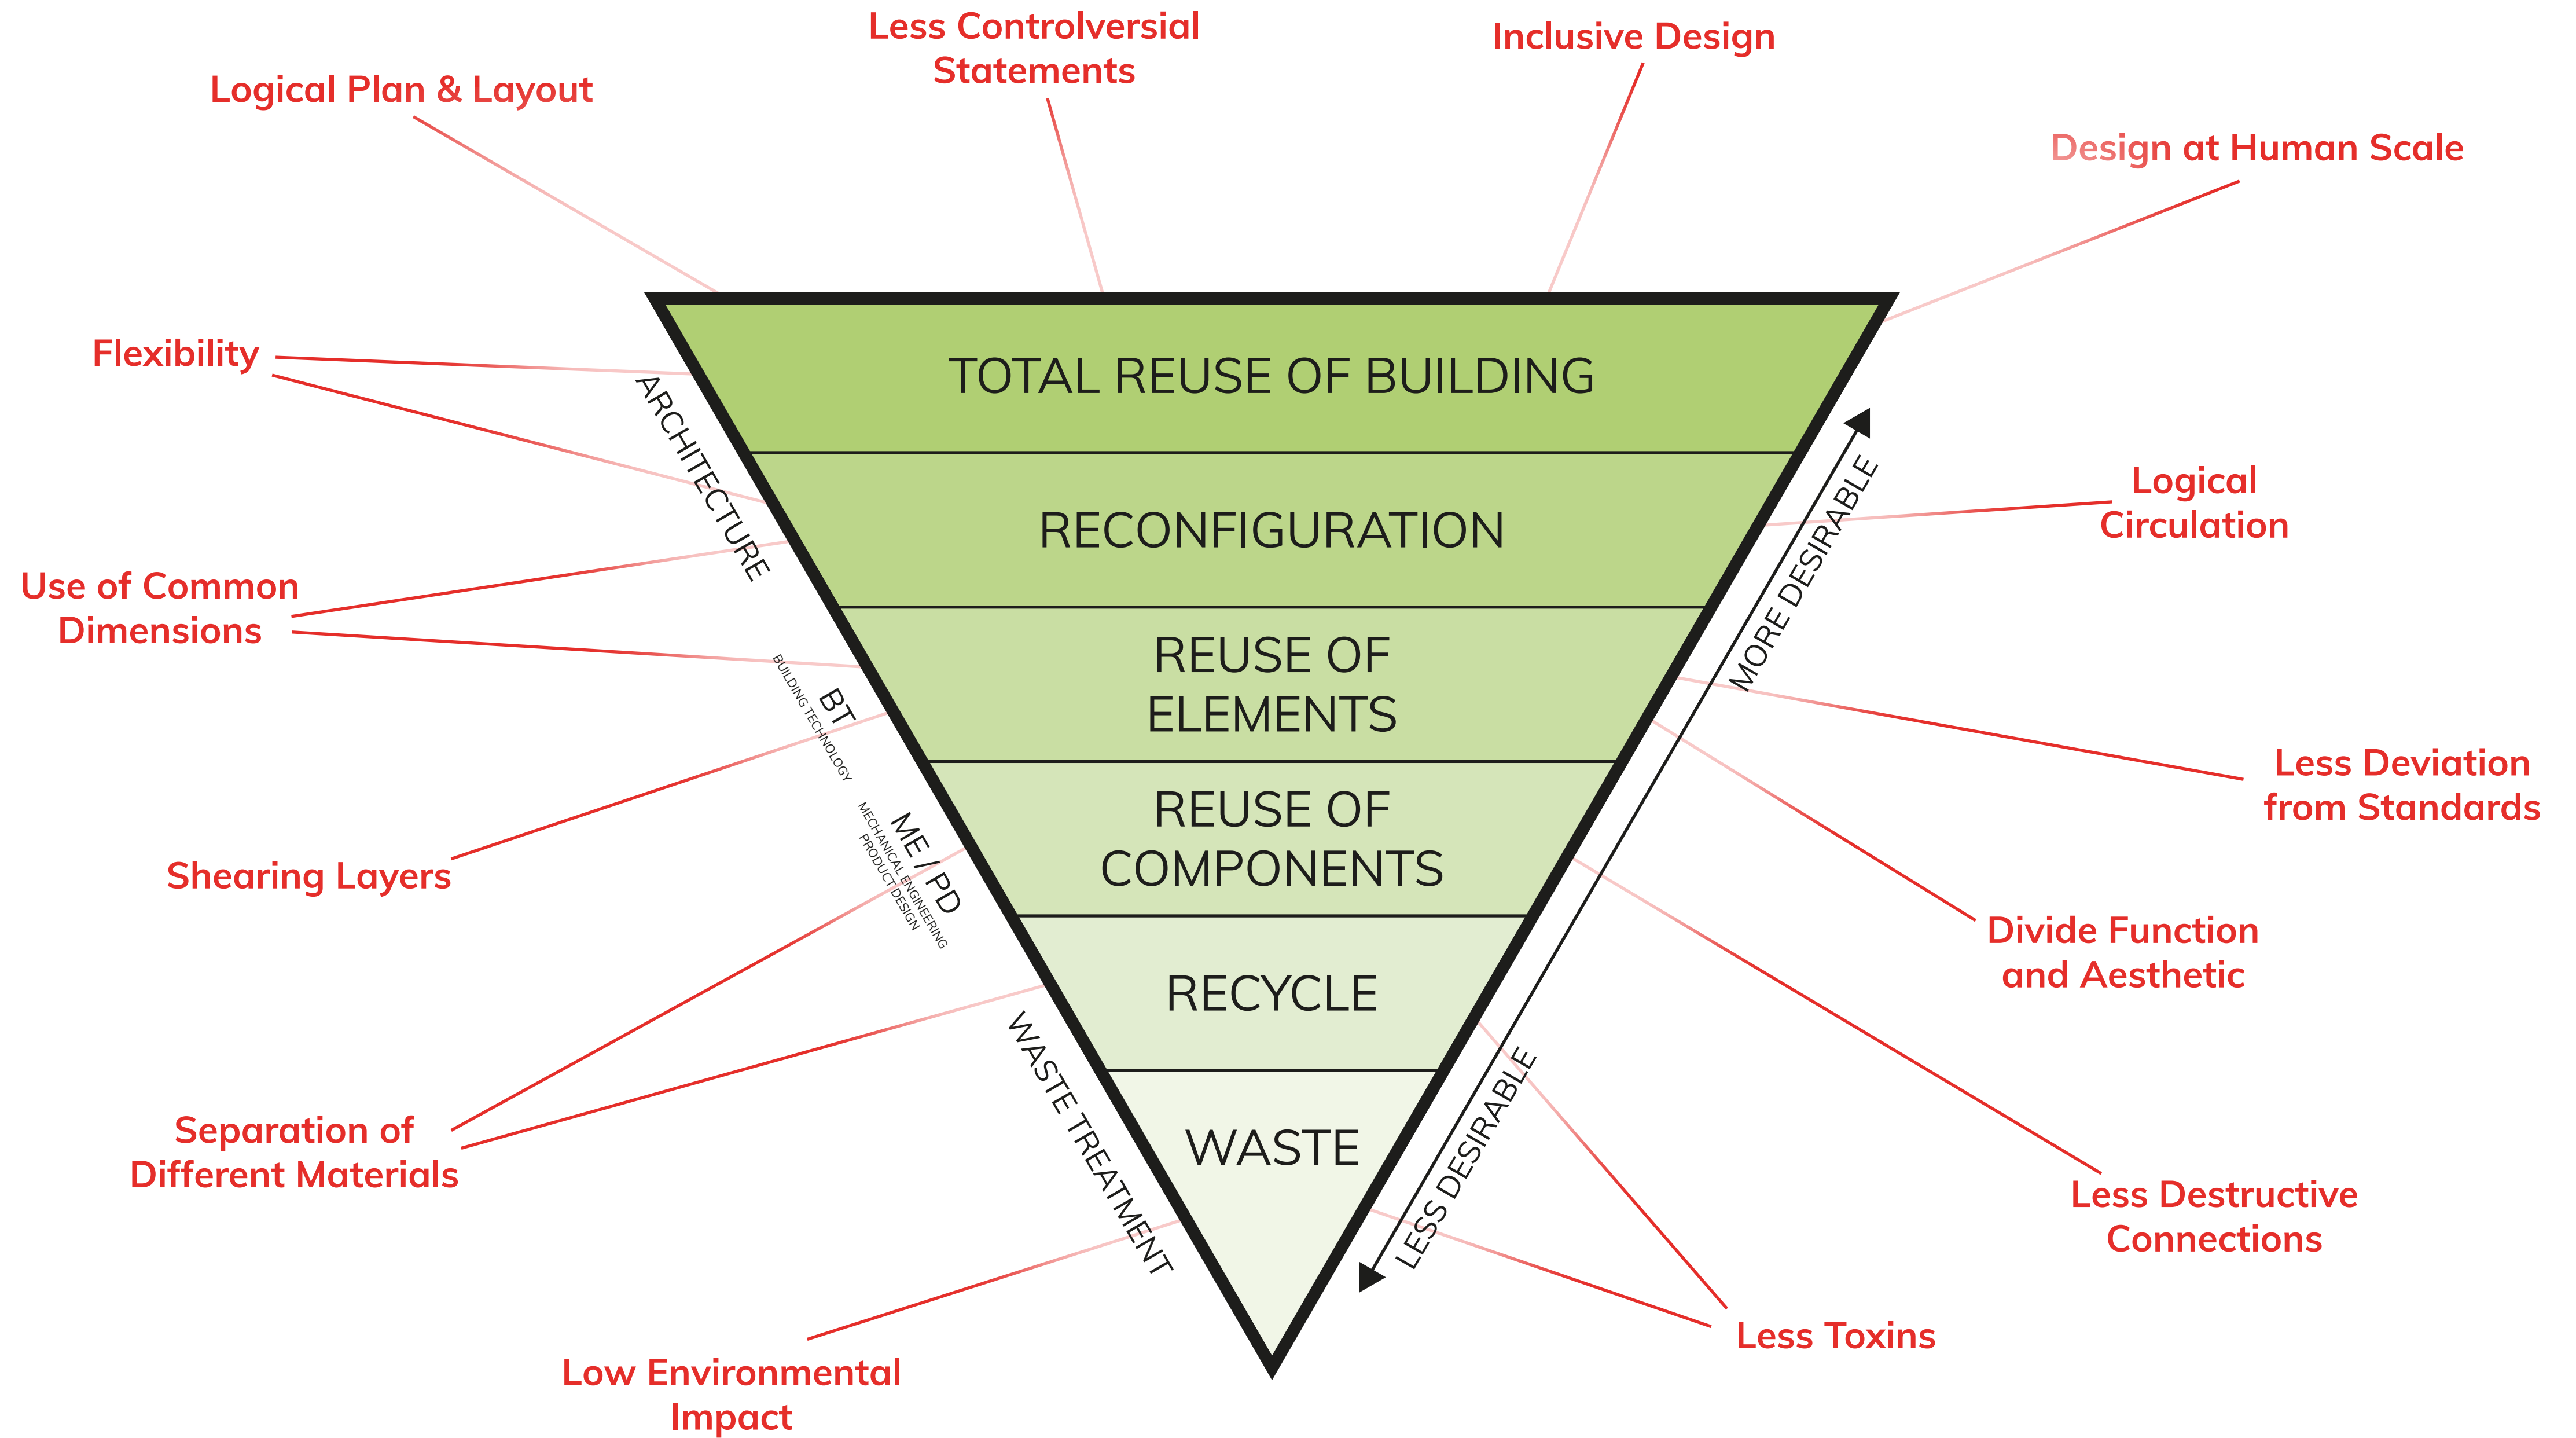 Less Controlversial
Statements
Inclusive Design
Logical Plan & Layout
Design at Human Scale
Flexibility
TOTAL REUSE OF BUILDING
ARCHITECTURE
MORE DESIRABLE
Logical
Circulation
RECONFIGURATION
Use of Common
Dimensions
REUSE OF
ELEMENTS
BT
BUILDING TECHNOLOGY
Less Deviation
from Standards
REUSE OF
COMPONENTS
ME / PD
MECHANICAL ENGINEERING
PRODUCT DESIGN
Shearing Layers
Divide Function
and Aesthetic
RECYCLE
WASTE TREATMENT
LESS DESIRABLE
Separation of
Different Materials
WASTE
Less Destructive
Connections
Less Toxins
Low Environmental
Impact